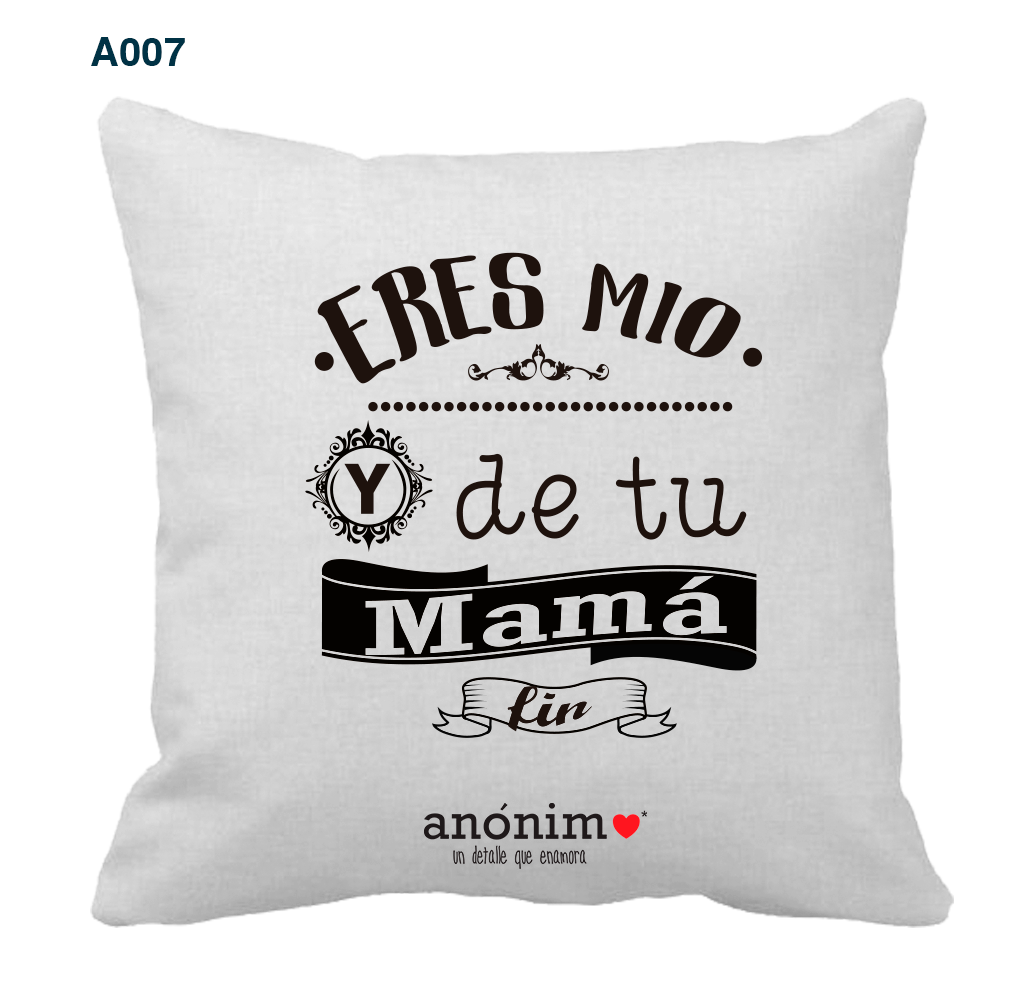 A007
.ERES MIO.
Y de tu
Mamá
fin
anónim❤*
un detalle que enamora